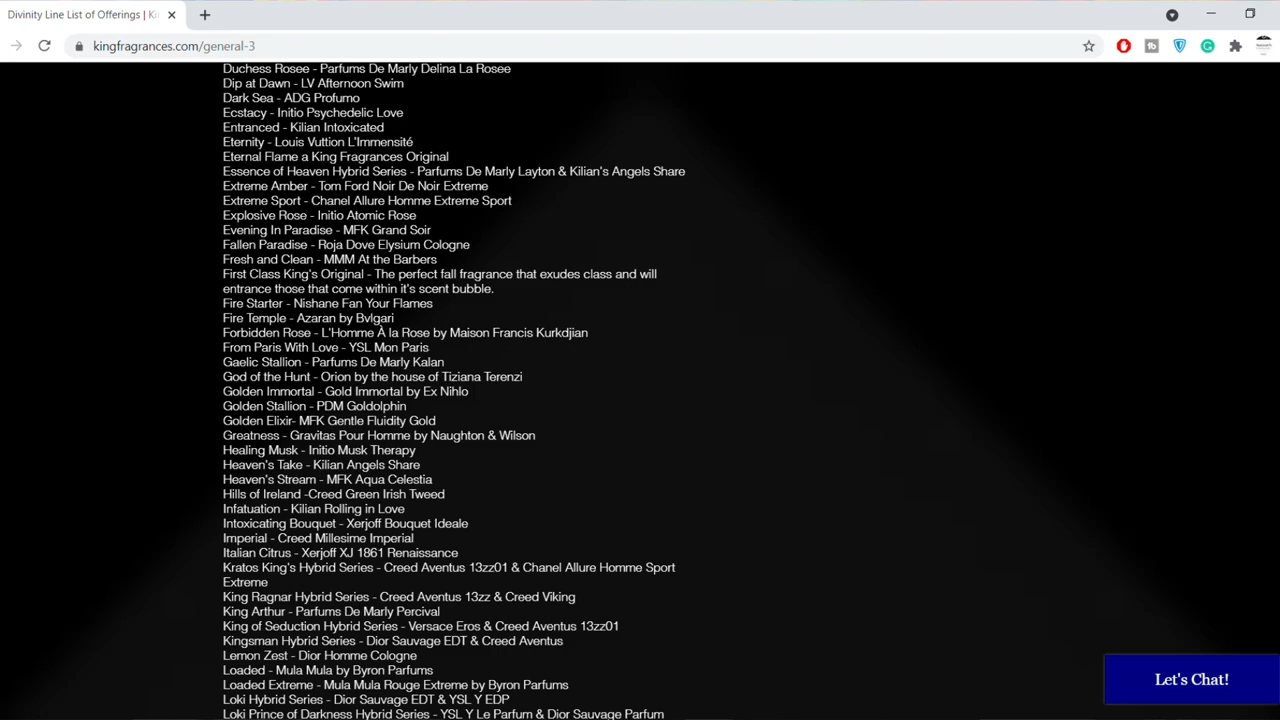 Divinity Line List of Offerings | Ki
kingfragrances.com/general-3
Duchess Rosee - Parfums De Marly Delina La Rosee
Dip at Dawn - LV Afternoon Swim
Dark Sea - ADG Profumo
Ecstacy - Initio Psychedelic Love
Entranced - Kilian Intoxicated
Eternity - Louis Vuttion L'Immensité
Eternal Flame a King Fragrances Original
Essence of Heaven Hybrid Series - Parfums De Marly Layton & Kilian's Angels Share
Extreme Amber - Tom Ford Noir De Noir Extreme
Extreme Sport - Chanel Allure Homme Extreme Sport
Explosive Rose - Initio Atomic Rose
Evening In Paradise - MFK Grand Soir
Fallen Paradise - Roja Dove Elysium Cologne
Fresh and Clean - MMM At the Barbers
First Class King's Original - The perfect fall fragrance that exudes class and will
entrance those that come within it's scent bubble.
Fire Starter - Nishane Fan Your Flames
Fire Temple - Azaran by Bvlgari
Forbidden Rose - L'Homme À la Rose by Maison Francis Kurkdjian
From Paris With Love - YSL Mon Paris
Gaelic Stallion - Parfums De Marly Kalan
God of the Hunt - Orion by the house of Tiziana Terenzi
Golden Immortal - Gold Immortal by Ex Nihlo
Golden Stallion - PDM Goldolphin
Golden Elixir- MFK Gentle Fluidity Gold
Greatness - Gravitas Pour Homme by Naughton & Wilson
Healing Musk - Initio Musk Therapy
Heaven's Take - Kilian Angels Share
Heaven's Stream - MFK Aqua Celestia
Hills of Ireland -Creed Green Irish Tweed
Infatuation - Kilian Rolling in Love
Intoxicating Bouquet - Xerjoff Bouquet Ideale
Imperial - Creed Millesime Imperial
Italian Citrus - Xerjoff XJ 1861 Renaissance
Kratos King's Hybrid Series - Creed Aventus 13zz01 & Chanel Allure Homme Sport
Extreme
King Ragnar Hybrid Series - Creed Aventus 13zz & Creed Viking
King Arthur - Parfums De Marly Percival
King of Seduction Hybrid Series - Versace Eros & Creed Aventus 13zz01
Kingsman Hybrid Series - Dior Sauvage EDT & Creed Aventus
Lemon Zest - Dior Homme Cologne
Loaded - Mula Mula by Byron Parfums
Loaded Extreme - Mula Mula Rouge Extreme by Byron Parfums
Loki Hybrid Series - Dior Sauvage EDT & YSL Y EDP
Loki Prince of Darkness Hybrid Series - YSL Y Le Parfum & Dior Sauvage Parfum
Let's Chat!